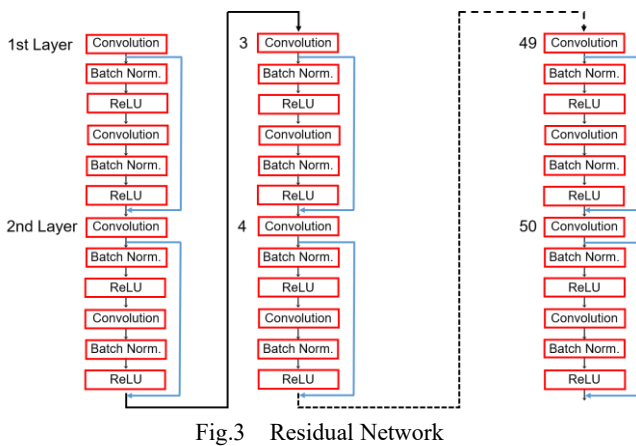 1st Layer
Convolution
Batch Norm.
ReLU
Convolution
Batch Norm.
ReLU
2nd Layer
Convolution
Batch Norm.
ReLU
Convolution
Batch Norm.
ReLU
3
Convolution
Batch Norm.
ReLU
Convolution
Batch Norm.
ReLU
4
Convolution
Batch Norm.
ReLU
Convolution
Batch Norm.
ReLU
49
Convolution
Batch Norm.
ReLU
Convolution
Batch Norm.
ReLU
50
Convolution
Batch Norm.
ReLU
Convolution
Batch Norm.
ReLU
Fig.3 Residual Network